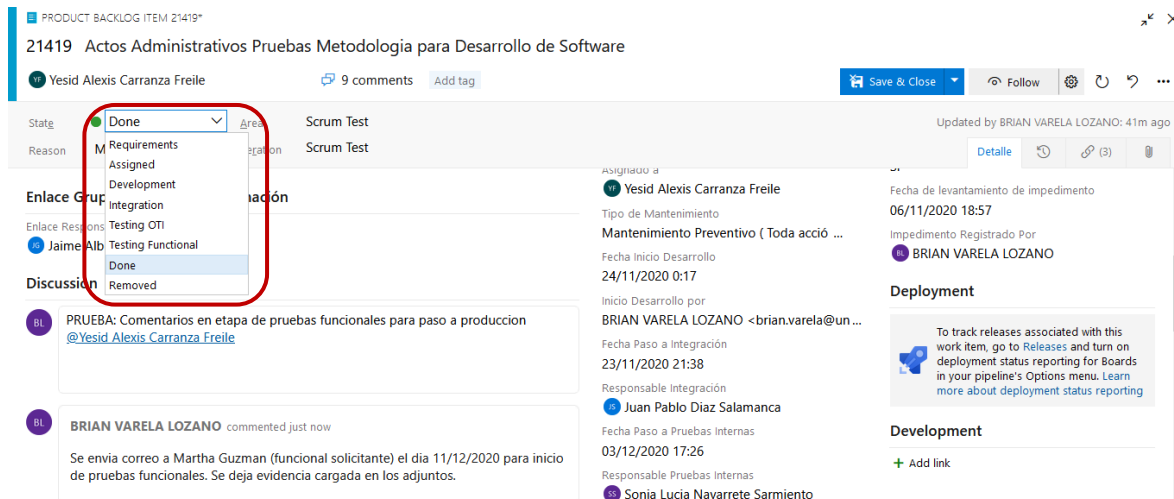 PRODUCT BACKLOG ITEM 21419*
21419 Actos Administrativos Pruebas Metodologia para Desarrollo de Software
YF Yesid Alexis Carranza Freile
9 comments
Add tag
Save & Close
Follow
State
Done
Area
Scrum Test
Updated by BRIAN VARELA LOZANO: 41m ago
Reason
M
Scrum Test
Detalle
(3)
Requirements
Assigned
Development
Integration
Testing OTI
Testing Functional
Done
Removed
Enlace
Enlace
JS Jaime Alb
Discussion
BL
PRUEBA: Comentarios en etapa de pruebas funcionales para paso a produccion
@Yesid Alexis Carranza Freile
BL
BRIAN VARELA LOZANO commented just now
Se envia correo a Martha Guzman (funcional solicitante) el dia 11/12/2020 para inicio
de pruebas funcionales. Se deja evidencia cargada en los adjuntos.
Asignado a
YF Yesid Alexis Carranza Freile
Tipo de Mantenimiento
Mantenimiento Preventivo ( Toda acció ...
Fecha Inicio Desarrollo
24/11/2020 0:17
Inicio Desarrollo por
BRIAN VARELA LOZANO <brian.varela@un ...
Fecha Paso a Integración
23/11/2020 21:38
Responsable Integración
JS Juan Pablo Diaz Salamanca
Fecha Paso a Pruebas Internas
03/12/2020 17:26
Responsable Pruebas Internas
SS Sonia Lucia Navarrete Sarmiento
Fecha de levantamiento de impedimento
06/11/2020 18:57
Impedimento Registrado Por
BL BRIAN VARELA LOZANO
Deployment
To track releases associated with this
work item, go to Releases and turn on
deployment status reporting for Boards
in your pipeline's Options menu. Learn
more about deployment status reporting
Development
+ Add link